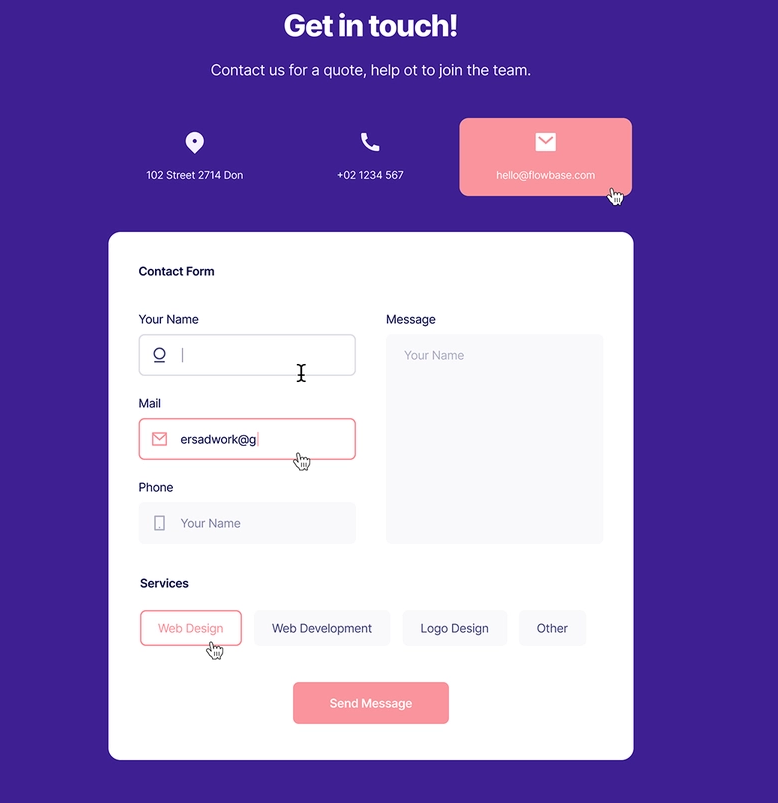 Get in touch!
Contact us for a quote, help ot to join the team.
102 Street 2714 Don
+02 1234 567
hello@flowbase.com
Contact Form
Your Name
Mail
ersadwork@g
Phone
Your Name
Message
Your Name
Services
Web Design
Web Development
Logo Design
Other
Send Message